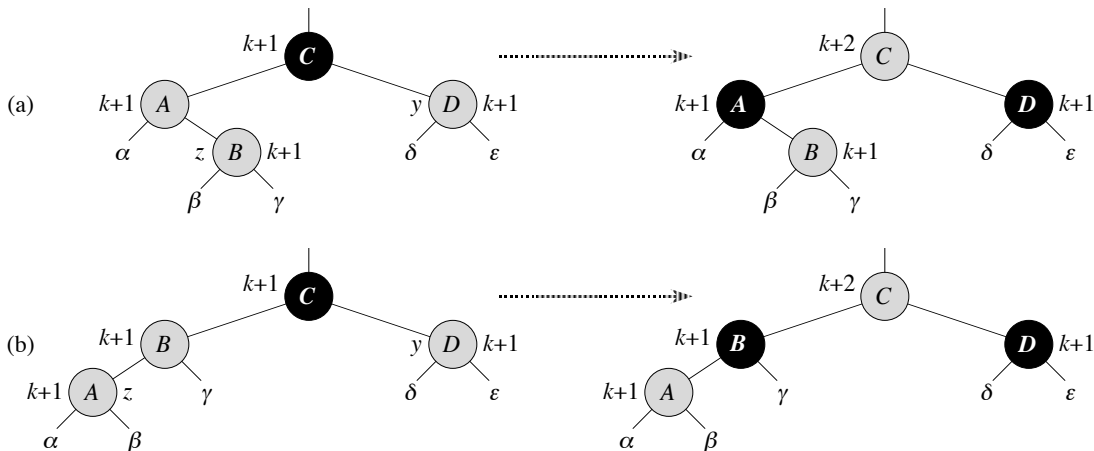 k+1 C k+2 C
(a) k+1 A y D k+1 k+1 A D k+1
α z B k+1 δ ε α B k+1 δ ε
β γ β γ
k+1 C k+2 C
(b) k+1 B y D k+1 k+1 B D k+1
k+1 A z γ δ ε k+1 A γ δ ε
α β α β